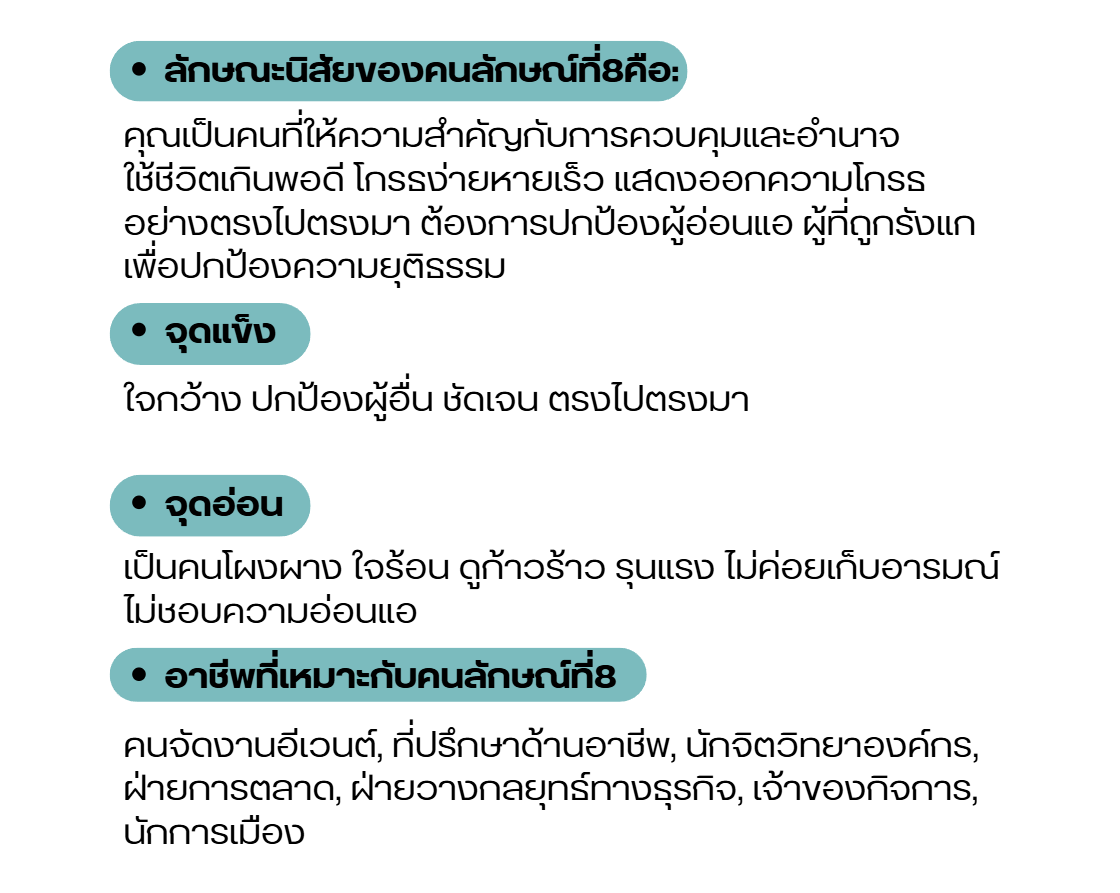 • ลักษณะนิสัยของคนลักษณ์ที่8คือ:
คุณเป็นคนที่ให้ความสำคัญกับการควบคุมและอำนาจ
ใช้ชีวิตเกินพอดี โกรธง่ายหายเร็ว แสดงออกความโกรธ
อย่างตรงไปตรงมา ต้องการปกป้องผู้อ่อนแอ ผู้ที่ถูกรังแก
เพื่อปกป้องความยุติธรรม
• จุดแข็ง
ใจกว้าง ปกป้องผู้อื่น ชัดเจน ตรงไปตรงมา
• จุดอ่อน
เป็นคนโผงผาง ใจร้อน ดูก้าวร้าว รุนแรง ไม่ค่อยเก็บอารมณ์
ไม่ชอบความอ่อนแอ
• อาชีพที่เหมาะกับคนลักษณ์ที่8
คนจัดงานอีเวนต์, ที่ปรึกษาด้านอาชีพ, นักจิตวิทยาองค์กร,
ฝ่ายการตลาด, ฝ่ายวางกลยุทธ์ทางธุรกิจ, เจ้าของกิจการ,
นักการเมือง